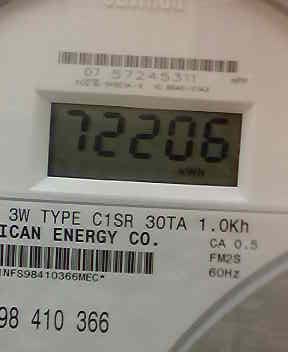 07 57245311
72206
kWh
3W TYPE C1SR 30TA 1.0Kh
ICAN ENERGY CO.
CA 0.5
FM2S
60Hz
NFS98410366MEC*
98 410 366